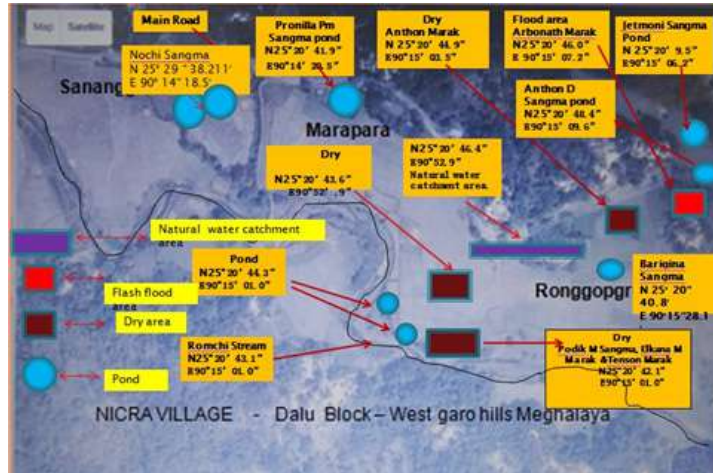 Map Satellite
Main Road
Nochi Sangma
N 25° 29 "38.211'
E 90° 14" 18.5'
Sanang
Pronilla Pm
Sangma pond
N25°20' 41.9"
E90°14' 20.5"
Marapara
Dry
Anthon Marak
N 25°20' 44.9"
E90°15' 03.5"
Flood area
Arbonath Marak
N25°20' 46.0"
E 90°15' 07.2"
Jetmoni Sangma
Pond
N 25°20' 9.5"
E90°15' 06.2"
Anthon D
Sangma pond
N25°20' 48.4"
E90°15' 09.6"
Dry
N25°20' 43.6"
E90°52' .9"
N25°20' 46.4"
E90°52.9"
Natural water
catchment area
Natural water catchment
area
Flash flood
area
Dry area
Pond
Pond
N25°20' 44.3"
E90°15' 01.0"
Romchi Stream
N25°20' 43.1"
E90°15' 01.0"
Ronggopgr
Barigina
Sangma
N 25° 20"
40.8'
E 90°15"28.1
Dry
Podik M Sangma, Elkana M
Marak &Tenson Marak
N25°20' 42.1"
E90°15' 01.0"
NICRA VILLAGE - Dalu Block – West garo hills Meghalaya